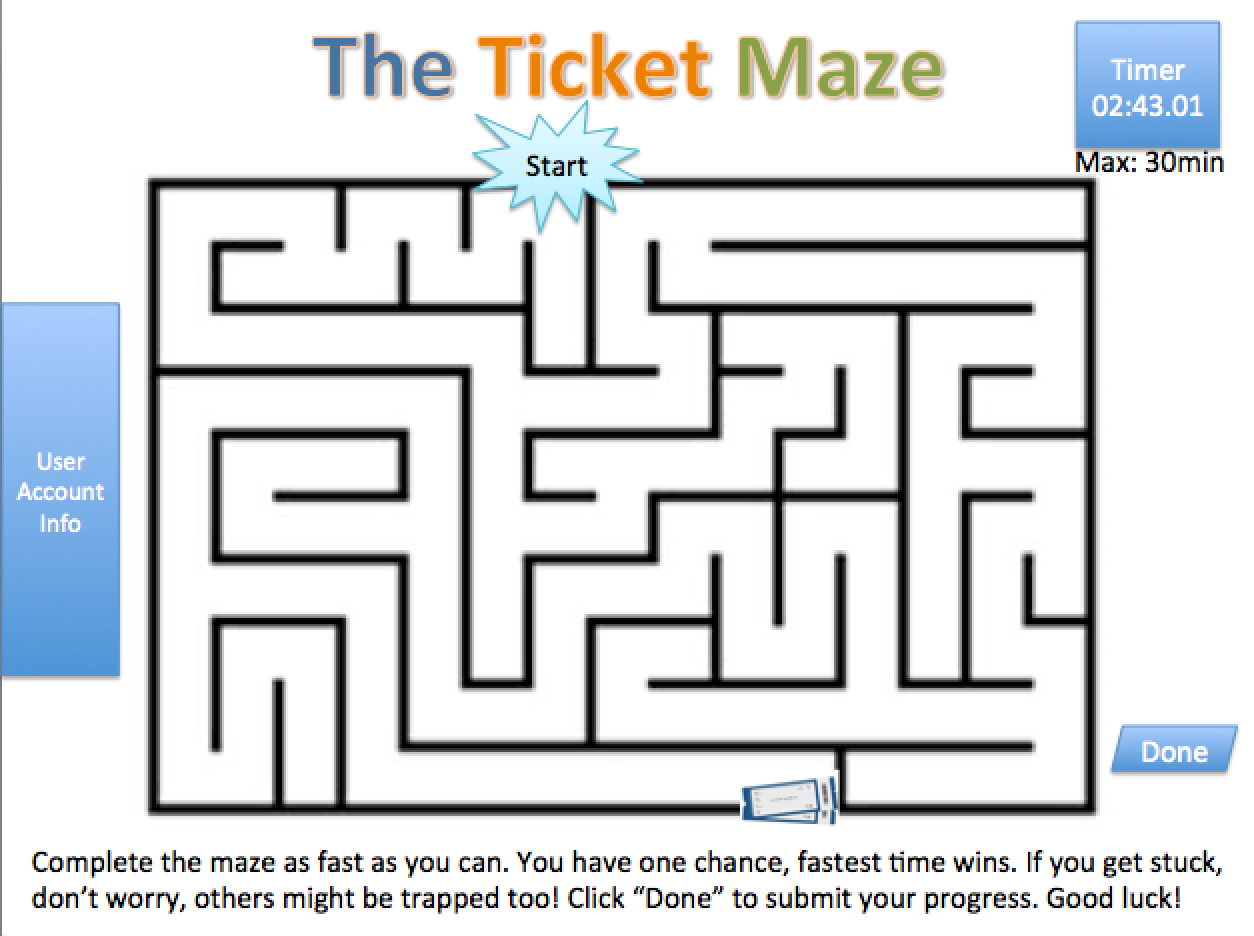 The Ticket Maze
Timer
02:43.01
Max: 30min
Start
User
Account
Info
Done
Complete the maze as fast as you can. You have one chance, fastest time wins. If you get stuck,
don’t worry, others might be trapped too! Click “Done” to submit your progress. Good luck!